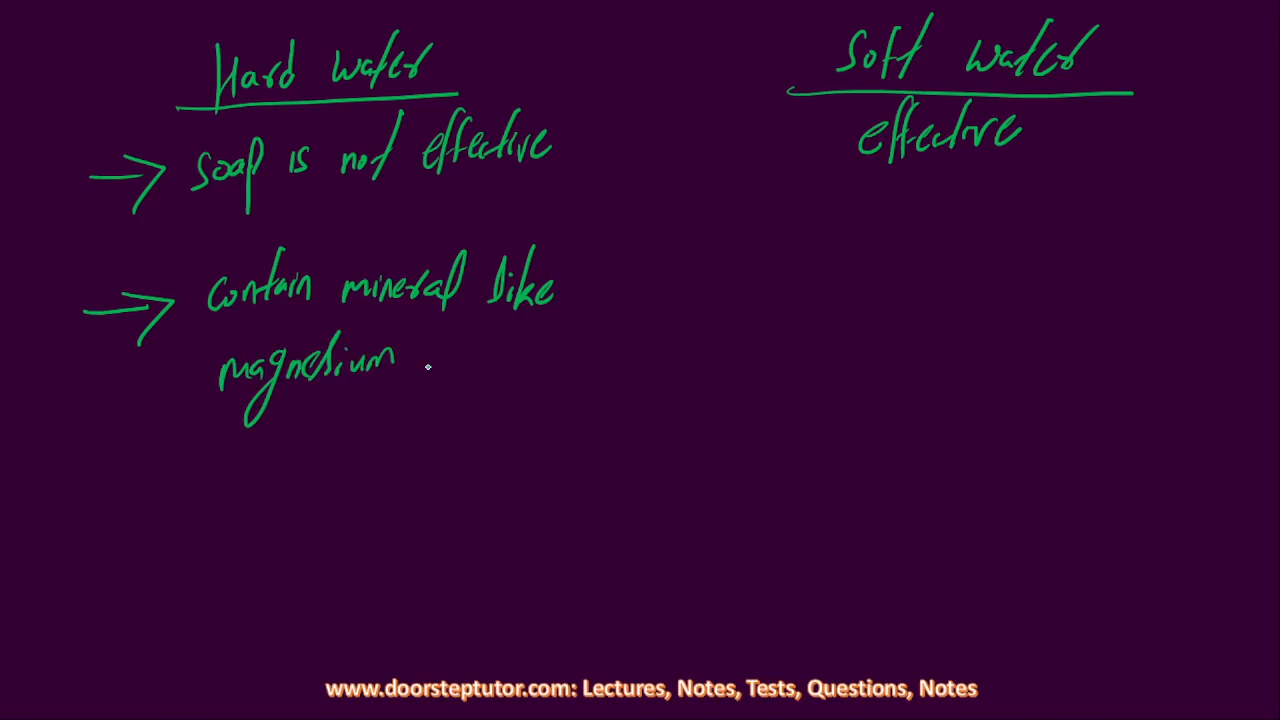 Hard water
Soft water
→ soap is not effective
effective
→ contain mineral like
magnesium
www.doorsteptutor.com: Lectures, Notes, Tests, Questions, Notes